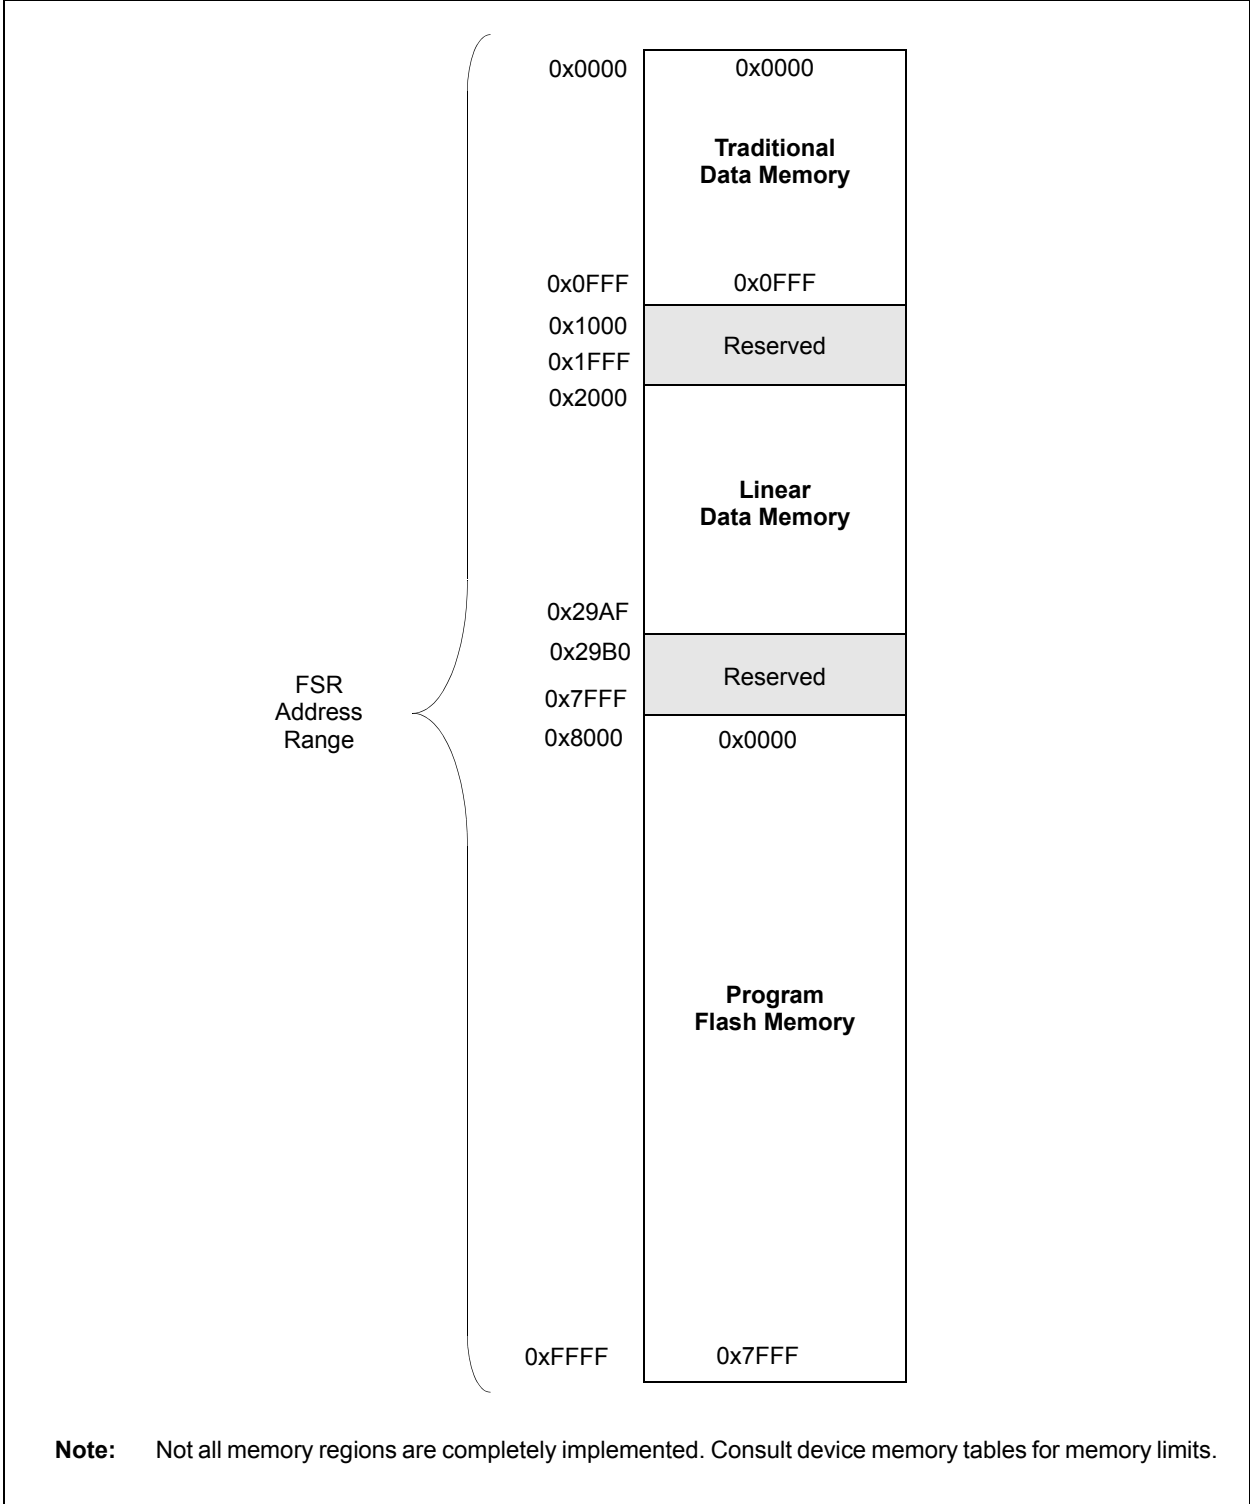 0x0000 0x0000
Traditional
Data Memory
0x0FFF 0x0FFF
0x1000
Reserved
0x1FFF
0x2000
Linear
Data Memory
0x29AF
0x29B0
Reserved
0x7FFF
FSR
Address
Range
0x8000 0x0000
Program
Flash Memory
0xFFFF 0x7FFF
Note: Not all memory regions are completely implemented. Consult device memory tables for memory limits.